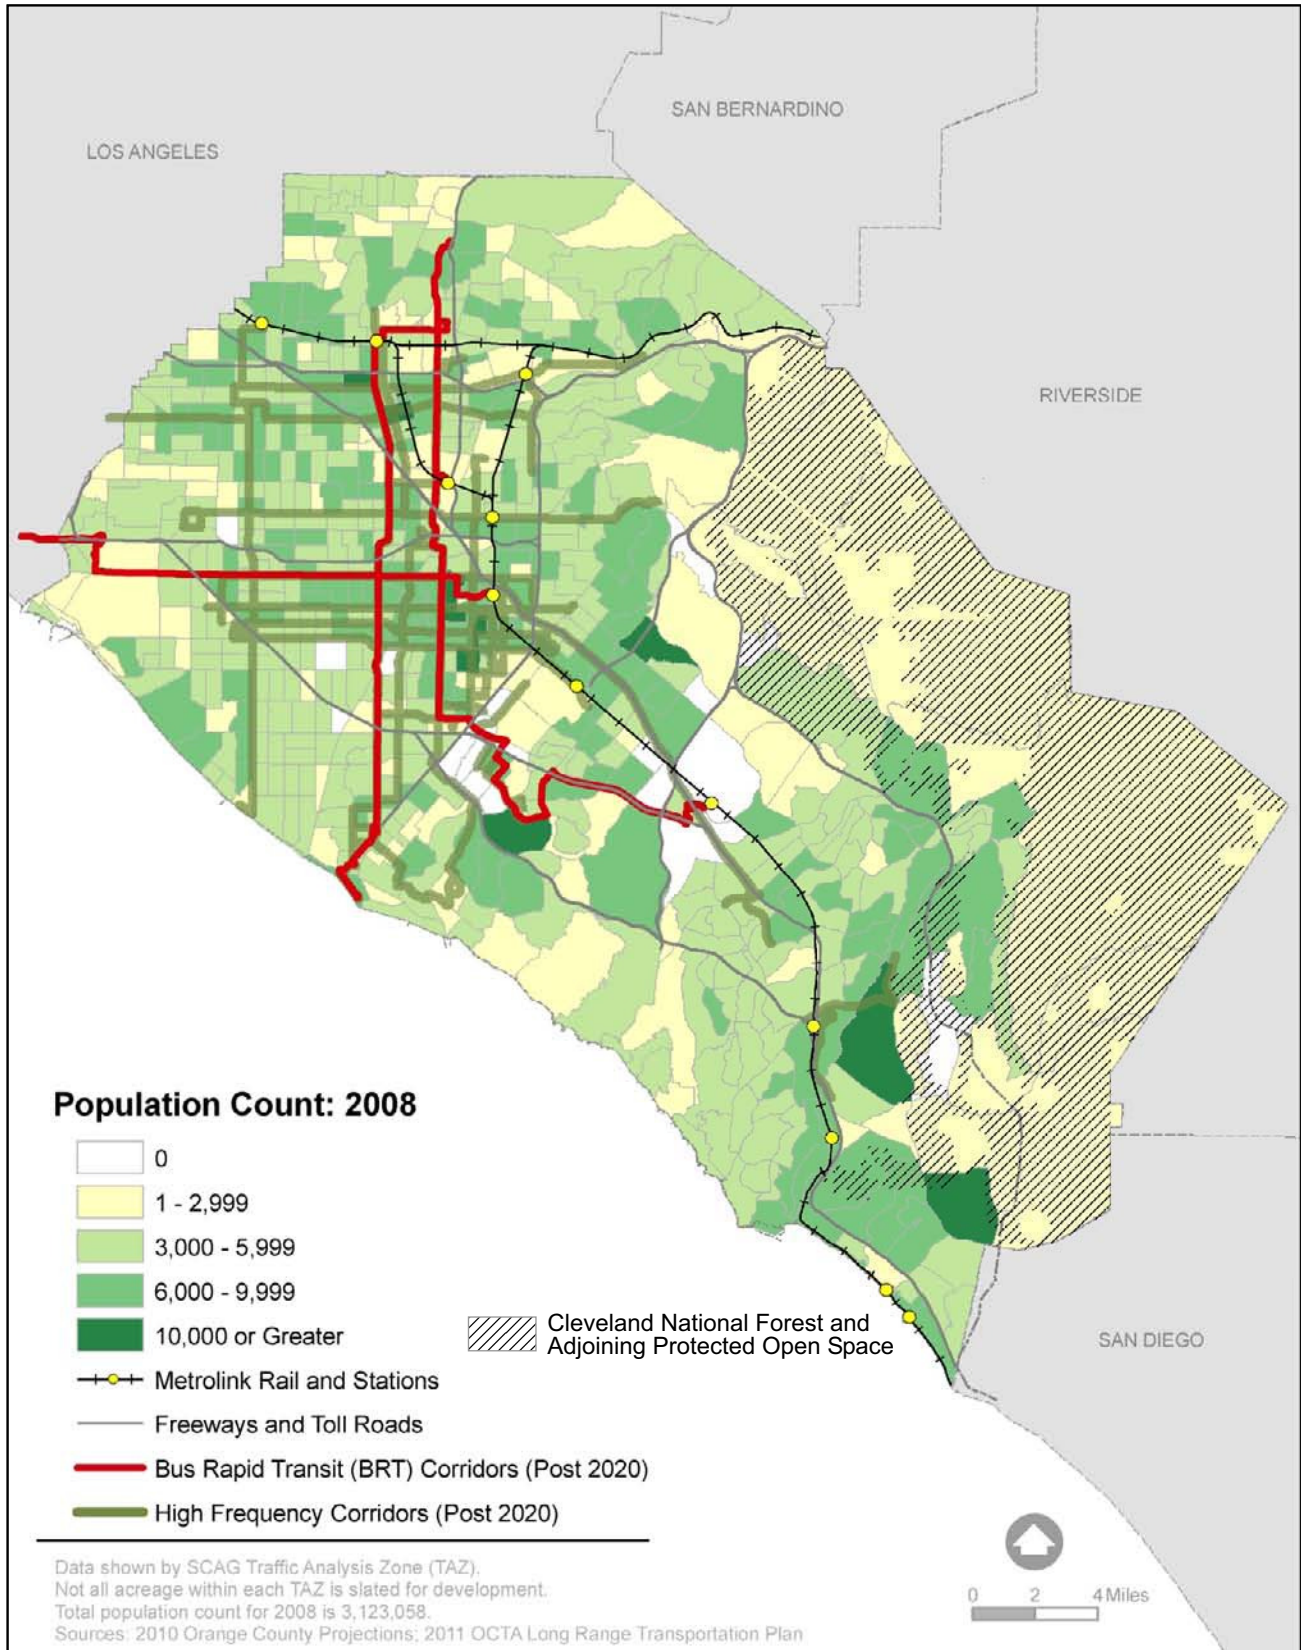 SAN BERNARDINO
LOS ANGELES
RIVERSIDE
Population Count: 2008
0
1 - 2,999
3,000 - 5,999
6,000 - 9,999
10,000 or Greater
Cleveland National Forest and
Adjoining Protected Open Space
SAN DIEGO
Metrolink Rail and Stations
Freeways and Toll Roads
Bus Rapid Transit (BRT) Corridors (Post 2020)
High Frequency Corridors (Post 2020)
Data shown by SCAG Traffic Analysis Zone (TAZ).
Not all acreage within each TAZ is slated for development.
Total population count for 2008 is 3,123,058.
Sources: 2010 Orange County Projections; 2011 OCTA Long Range Transportation Plan
0 2 4 Miles